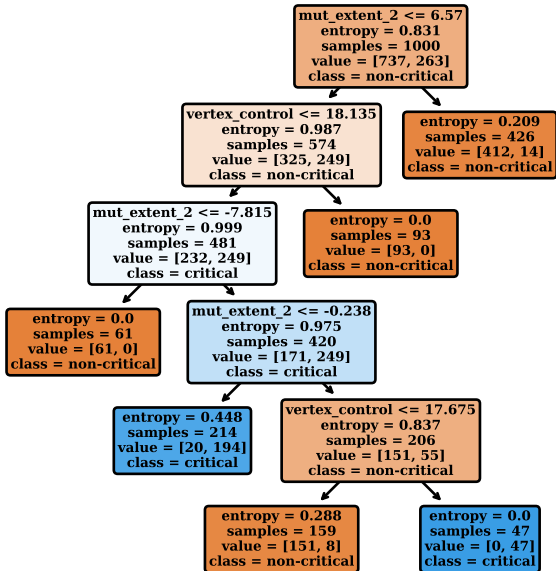 mut_extent_2 <= 6.57
entropy = 0.831
samples = 1000
value = [737, 263]
class = non-critical
vertex_control <= 18.135
entropy = 0.987
samples = 574
value = [325, 249]
class = non-critical
entropy = 0.209
samples = 426
value = [412, 14]
class = non-critical
mut_extent_2 <= -7.815
entropy = 0.999
samples = 481
value = [232, 249]
class = critical
entropy = 0.0
samples = 93
value = [93, 0]
class = non-critical
entropy = 0.0
samples = 61
value = [61, 0]
class = non-critical
mut_extent_2 <= -0.238
entropy = 0.975
samples = 420
value = [171, 249]
class = critical
entropy = 0.448
samples = 214
value = [20, 194]
class = critical
vertex_control <= 17.675
entropy = 0.837
samples = 206
value = [151, 55]
class = non-critical
entropy = 0.288
samples = 159
value = [151, 8]
class = non-critical
entropy = 0.0
samples = 47
value = [0, 47]
class = critical